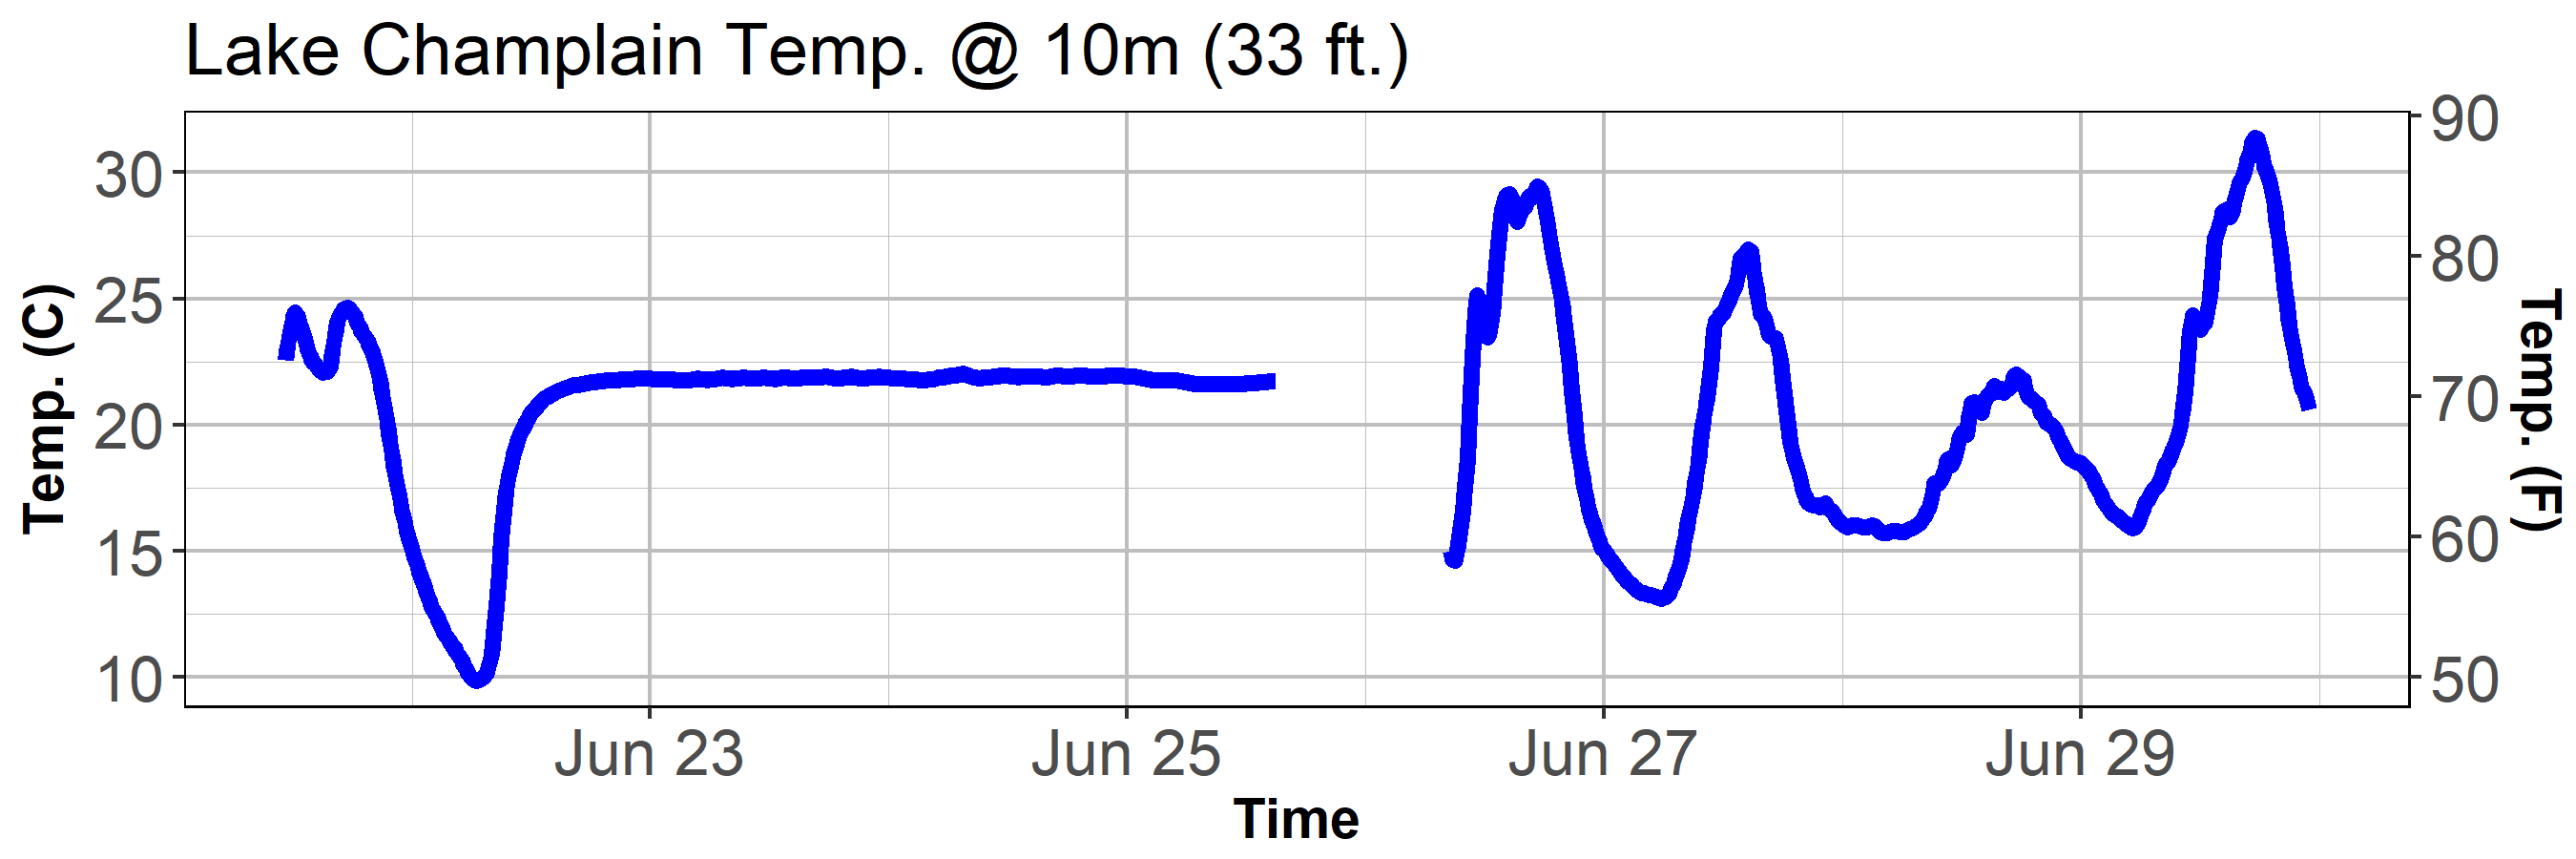 Lake Champlain Temp. @ 10m (33 ft.)
90
30
80
25
70
20
60
15
50
10
Temp. (C)
Temp. (F)
Jun 23 Jun 25 Jun 27 Jun 29
Time